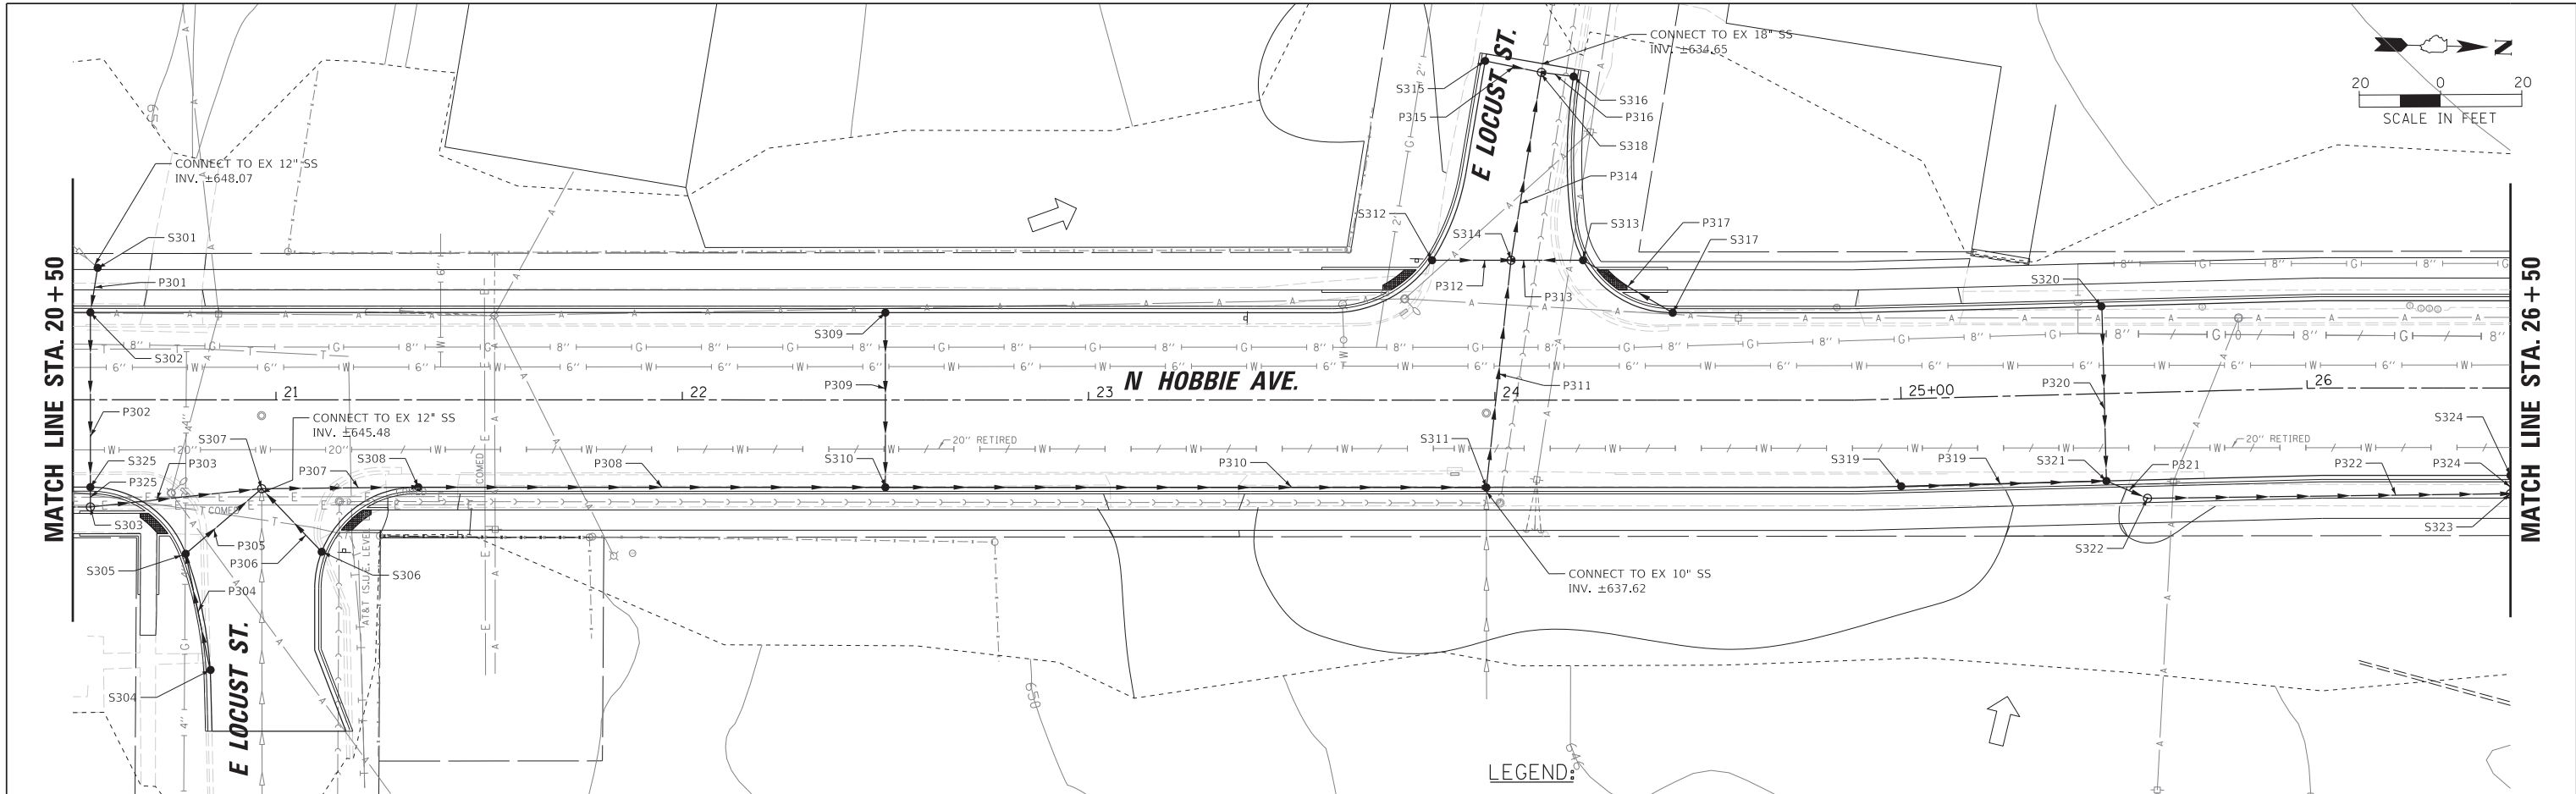 CONNECT TO EX 18" SS
INV. ±634.65
N
20 0 20
SCALE IN FEET
E LOCUST ST.
S315
P315
S316
P316
S318
P314
CONNECT TO EX 12" SS
INV. ±648.07
S301
P301
S302
S312
S314
S313
P317
S317
P312
P313
S320
S309
MATCH LINE STA. 20+50
MATCH LINE STA. 26+50
N HOBBIE AVE.
P309
P311
P320
21
22
23
24
25+00
26
P302
S307
CONNECT TO EX 12" SS
INV. ±645.48
20" RETIRED
20" RETIRED
S325
P303
P325
P307
S308
P308
S310
P310
S311
S319
P319
S321
P321
P322
S324
P324
S303
COMED
COMED
S305
P305
P306
S306
S322
S323
P304
S304
AT&T (S.U.E. LEVEL
CONNECT TO EX 10" SS
INV. ±637.62
E LOCUST ST.
650
LEGEND: